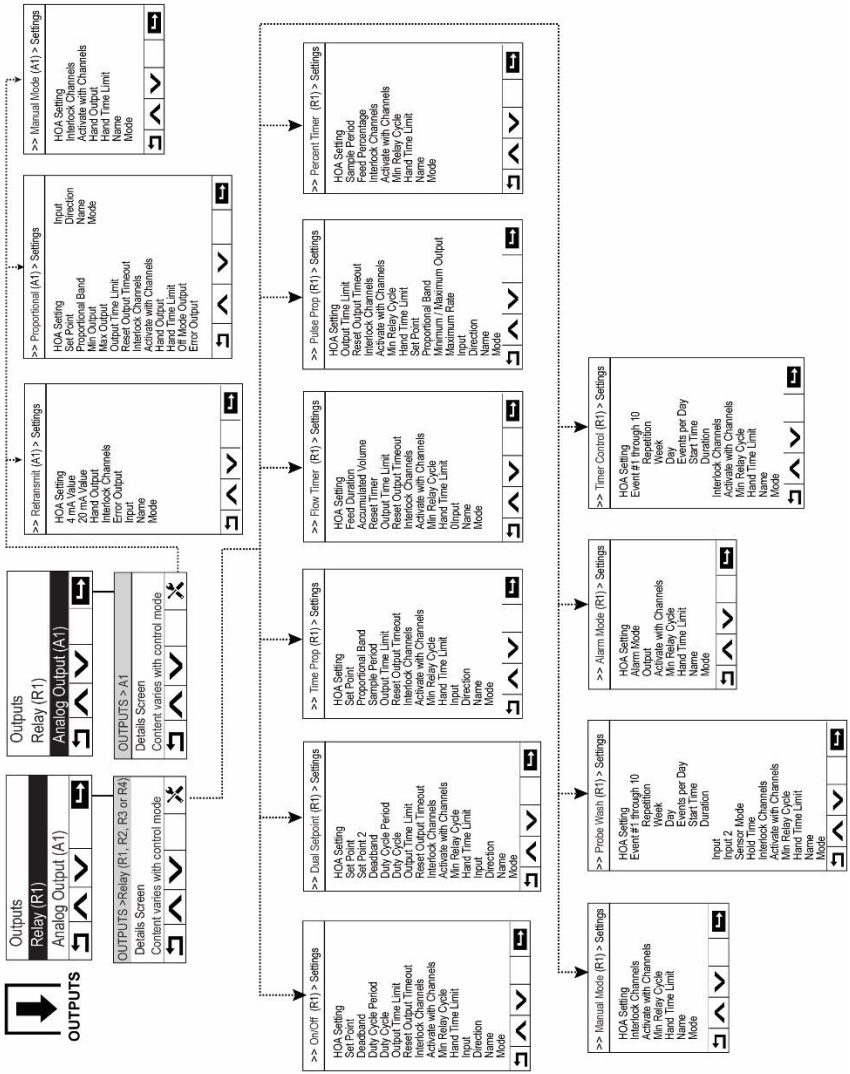 OUTPUTS
Outputs
Relay (R1)
Analog Output (A1)
OUTPUTS >Relay (R1, R2, R3 or R4)
Details Screen
Content varies with control mode
Outputs
Relay (R1)
Analog Output (A1)
OUTPUTS > A1
Details Screen
Content varies with control mode
>> Retransmit (A1) > Settings
HOA Setting
4 mA Value
20 mA Value
Hand Output
Interlock Channels
Error Output
Input
Name
Mode
>> Proportional (A1) > Settings
HOA Setting
Set Point
Proportional Band
Min Output
Max Output
Output Time Limit
Reset Output Timeout
Interlock Channels
Activate with Channels
Hand Output
Hand Time Limit
Off Mode Output
Error Output
Input
Direction
Name
Mode
>> Manual Mode (A1) > Settings
HOA Setting
Interlock Channels
Activate with Channels
Hand Output
Hand Time Limit
Name
Mode
>> On/Off (R1) > Settings
HOA Setting
Set Point
Deadband
Duty Cycle Period
Duty Cycle
Output Time Limit
Reset Output Timeout
Interlock Channels
Activate with Channels
Min Relay Cycle
Hand Time Limit
Input
Direction
Name
Mode
>> Dual Setpoint (R1) > Settings
HOA Setting
Set Point
Set Point 2
Deadband
Duty Cycle Period
Duty Cycle
Output Time Limit
Reset Output Timeout
Interlock Channels
Activate with Channels
Min Relay Cycle
Hand Time Limit
Input
Direction
Name
Mode
>> Time Prop (R1) > Settings
HOA Setting
Set Point
Proportional Band
Sample Period
Output Time Limit
Reset Output Timeout
Interlock Channels
Activate with Channels
Min Relay Cycle
Hand Time Limit
Input
Direction
Name
Mode
>> Flow Timer (R1) > Settings
HOA Setting
Feed Duration
Accumulated Volume
Reset Timer
Output Time Limit
Reset Output Timeout
Interlock Channels
Activate with Channels
Min Relay Cycle
Hand Time Limit
0Input
Name
Mode
>> Pulse Prop (R1) > Settings
HOA Setting
Output Time Limit
Reset Output Timeout
Interlock Channels
Activate with Channels
Min Relay Cycle
Hand Time Limit
Set Point
Proportional Band
Minimum / Maximum Output
Maximum Rate
Input
Direction
Name
Mode
>> Percent Timer (R1) > Settings
HOA Setting
Sample Period
Feed Percentage
Interlock Channels
Activate with Channels
Min Relay Cycle
Hand Time Limit
Name
Mode
>> Manual Mode (R1) > Settings
HOA Setting
Interlock Channels
Activate with Channels
Min Relay Cycle
Hand Time Limit
Name
Mode
>> Probe Wash (R1) > Settings
HOA Setting
Event #1 through 10
Repetition
Week
Day
Events per Day
Start Time
Duration
Input
Input 2
Sensor Mode
Hold Time
Interlock Channels
Activate with Channels
Min Relay Cycle
Hand Time Limit
Name
Mode
>> Alarm Mode (R1) > Settings
HOA Setting
Alarm Mode
Output
Activate with Channels
Min Relay Cycle
Hand Time Limit
Name
Mode
>> Timer Control (R1) > Settings
HOA Setting
Event #1 through 10
Repetition
Week
Day
Events per Day
Start Time
Duration
Interlock Channels
Activate with Channels
Min Relay Cycle
Hand Time Limit
Name
Mode